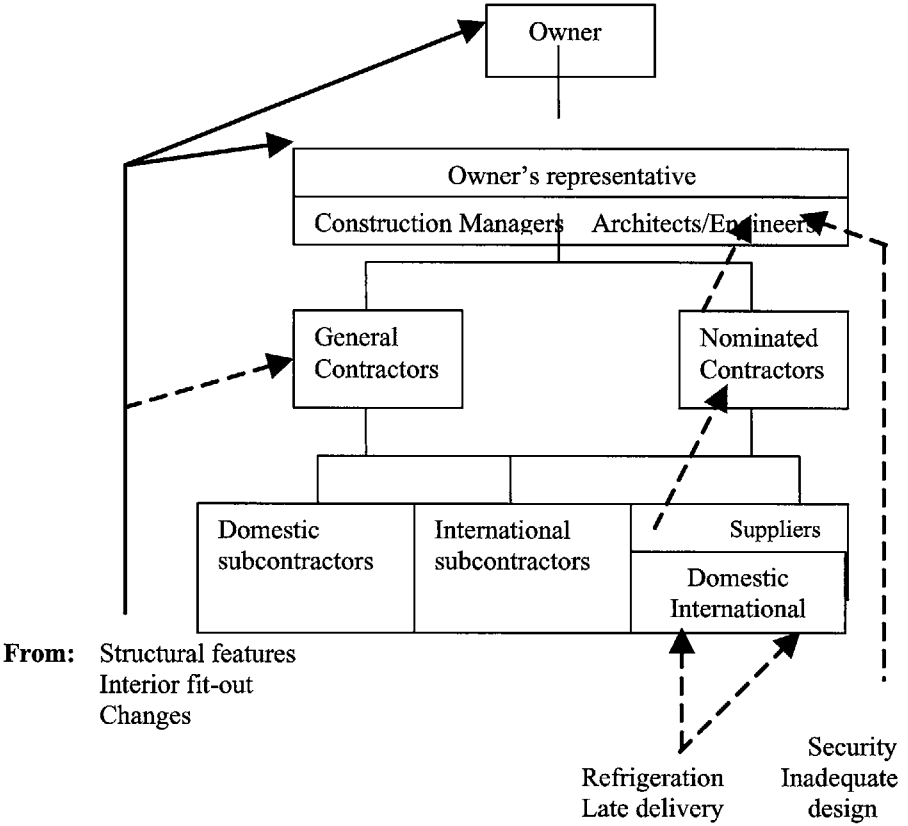 Owner
Owner's representative
Construction Managers Architects/Engineers
General
Contractors
Nominated
Contractors
Domestic
subcontractors
International
subcontractors
Suppliers
Domestic
International
From: Structural features
Interior fit-out
Changes
Refrigeration
Late delivery
Security
Inadequate
design